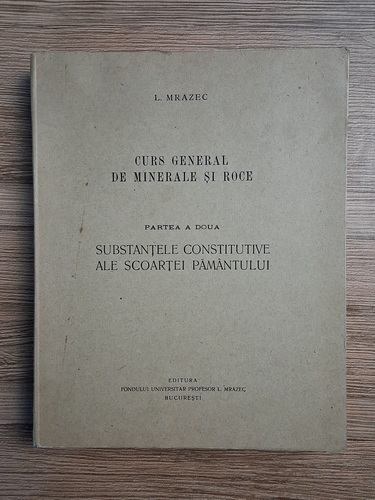 L. MRAZEC
CURS GENERAL
DE MINERALE ȘI ROCE
PARTEA A DOUA
SUBSTANȚELE CONSTITUTIVE
ALE SCOARȚEI PĂMÂNTULUI
EDITURA
FONDULUI UNIVERSITAR PROFESOR L. MRAZEC
BUCUREȘTI